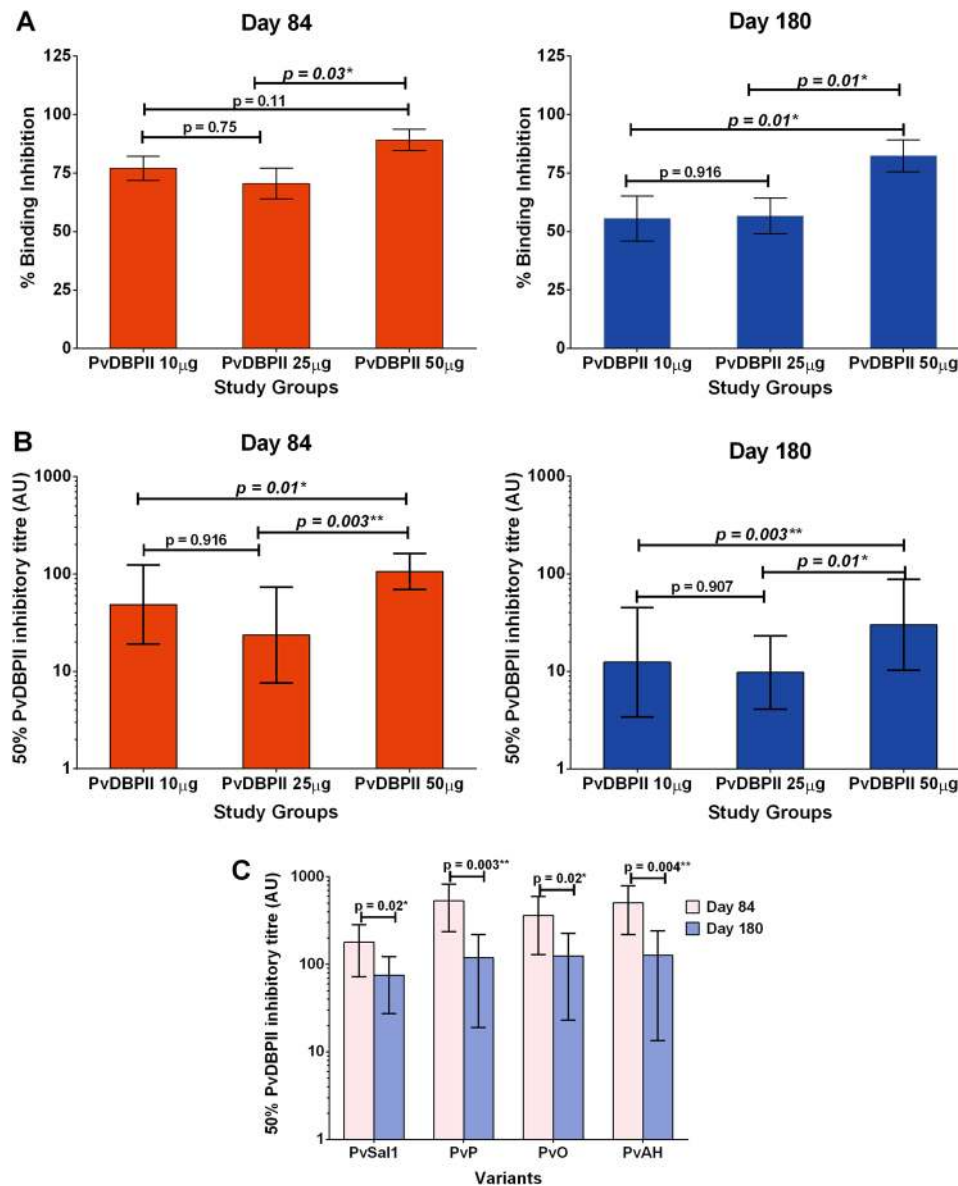 A
Day 84
125
100
75
50
25
0
% Binding Inhibition
p = 0.03*
p = 0.11
p = 0.75
PvDBPII 10µg PvDBPII 25µg PvDBPII 50µg
Study Groups
Day 180
125
100
75
50
25
0
% Binding Inhibition
p = 0.01*
p = 0.01*
p = 0.916
PvDBPII 10µg PvDBPII 25µg PvDBPII 50µg
Study Groups
B
Day 84
1000
100
10
1
50% PvDBPII inhibitory titre (AU)
p = 0.01*
p = 0.003**
p = 0.916
PvDBPII 10µg PvDBPII 25µg PvDBPII 50µg
Study Groups
Day 180
1000
100
10
1
50% PvDBPII inhibitory titre (AU)
p = 0.003**
p = 0.01*
p = 0.907
PvDBPII 10µg PvDBPII 25µg PvDBPII 50µg
Study Groups
C
1000
100
10
1
50% PvDBPII inhibitory titre (AU)
p = 0.02*
p = 0.003**
p = 0.02*
p = 0.004**
Day 84
Day 180
PvSal1 PvP PvO PvAH
Variants